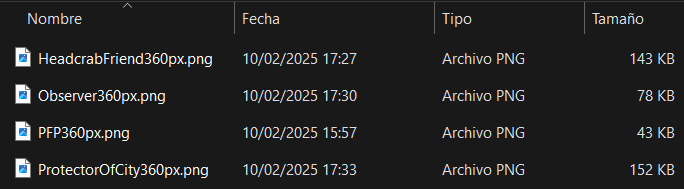 Nombre Fecha Tipo Tamaño
HeadcrabFriend360px.png 10/02/2025 17:27 Archivo PNG 143 KB
Observer360px.png 10/02/2025 17:30 Archivo PNG 78 KB
PFP360px.png 10/02/2025 15:57 Archivo PNG 43 KB
ProtectorOfCity360px.png 10/02/2025 17:33 Archivo PNG 152 KB